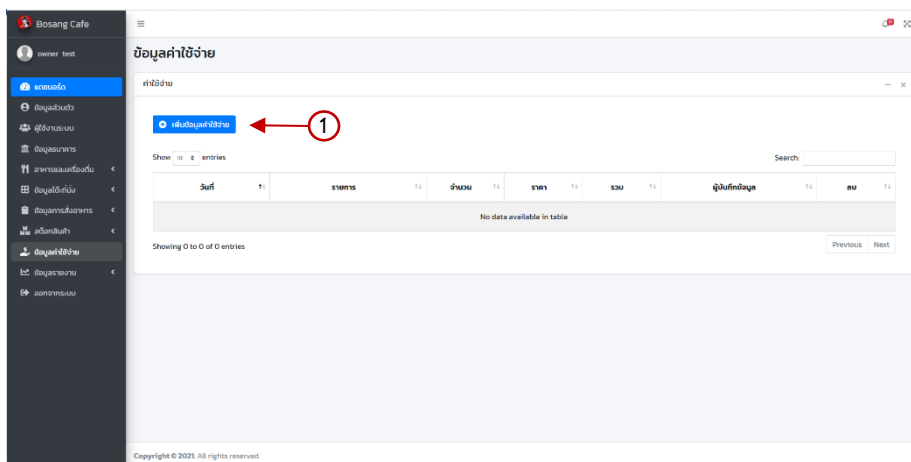 Bosang Cafe
owner test
ข้อมูลค่าใช้จ่าย
แดชบอร์ด
ข้อมูลส่วนตัว
ผู้ใช้งานระบบ
ข้อมูลธนาคาร
อาหารและเครื่องดื่ม
ข้อมูลโต๊ะที่นั่ง
ข้อมูลการสั่งอาหาร
สต๊อกสินค้า
ข้อมูลค่าใช้จ่าย
ข้อมูลรายงาน
ออกจากระบบ
ค่าใช้จ่าย
เพิ่มข้อมูลค่าใช้จ่าย
1
Show 10 entries
Search:
วันที่ รายการ จำนวน ราคา รวม ผู้บันทึกข้อมูล ลบ
No data available in table
Showing 0 to 0 of 0 entries
Previous Next
Copyright © 2021. All rights reserved.